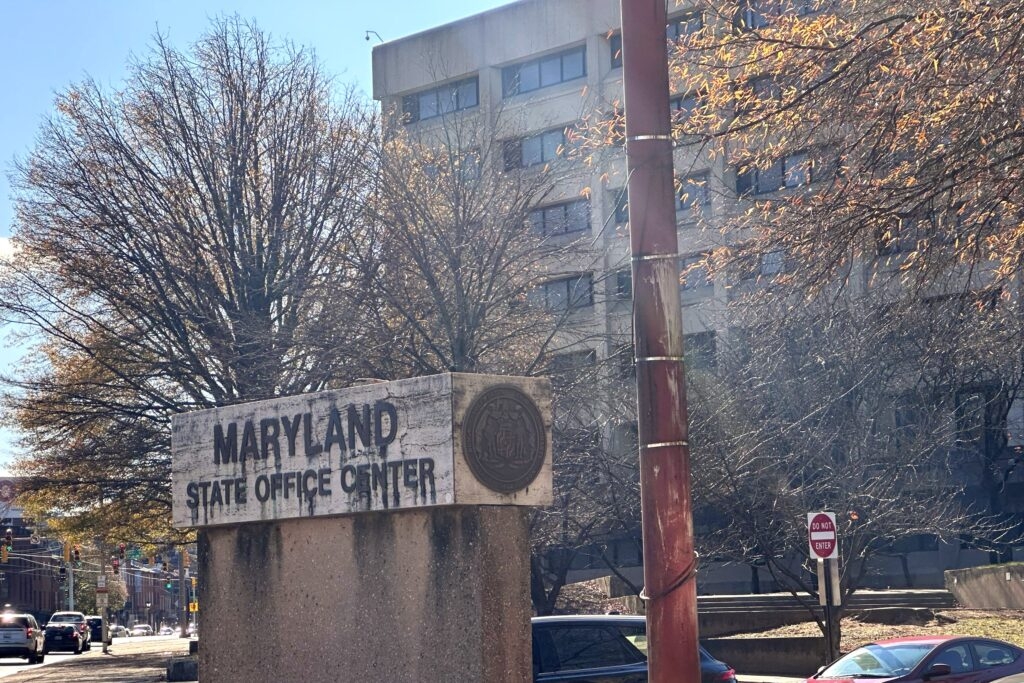 MARYLAND
STATE OFFICE CENTER
DO NOT
ENTER